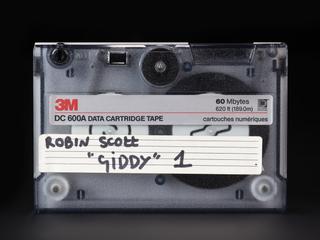 3M
60 Mbytes
620 ft (189.0m)
DC 600A DATA CARTRIDGE TAPE
cartouches numériques
ROBIN SCOTT
"GIDDY" 1